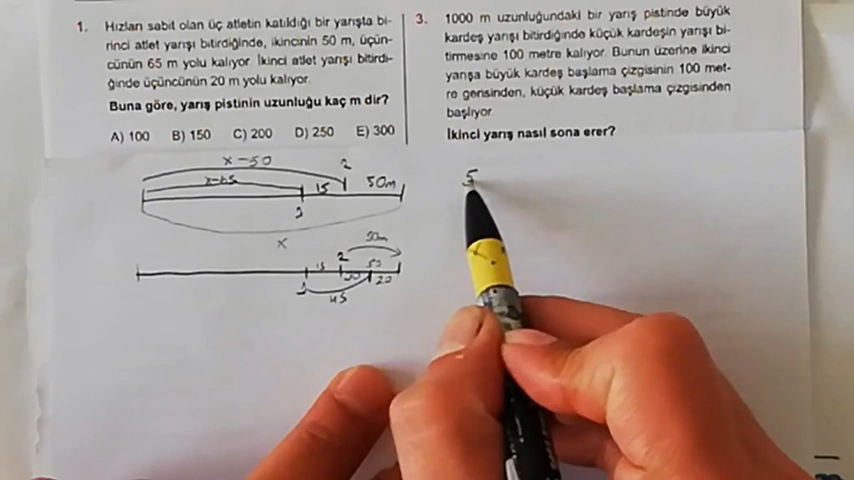 1. Hızları sabit olan üç atletin katıldığı bir yarışta bi-
rinci atlet yarışı bitirdiğinde, ikincinin 50 m, üçün-
cünün 65 m yolu kalıyor. İkinci atlet yarışı bitirdi-
ğinde üçüncünün 20 m yolu kalıyor.
Buna göre, yarış pistinin uzunluğu kaç m dir?
A) 100 B) 150 C) 200 D) 250 E) 300
3. 1000 m uzunluğundaki bir yarış pistinde büyük
kardeş yarışı bitirdiğinde küçük kardeşin yarışı bi-
tirmesine 100 metre kalıyor. Bunun üzerine ikinci
yarışa büyük kardeş başlama çizgisinin 100 met-
re gerisinden, küçük kardeş başlama çizgisinden
başlıyor.
İkinci yarış nasıl sona erer?
x-50
x-65 15 2 50m
3
x
50m
15 2 50
30 20
3 45
5